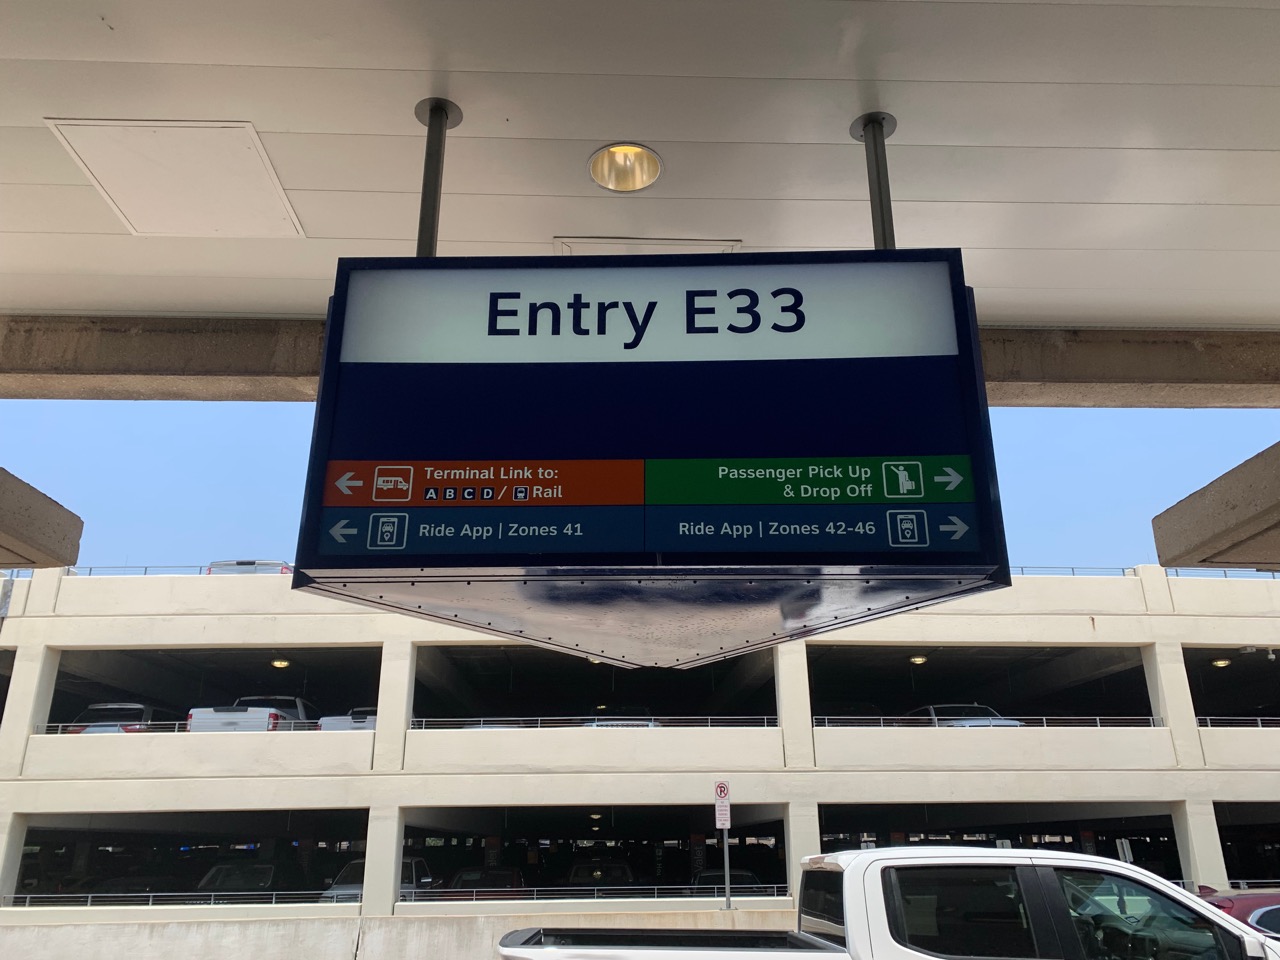 Entry E33
Terminal Link to:
A B C D / Rail
Passenger Pick Up
& Drop Off
Ride App | Zones 41
Ride App | Zones 42-46